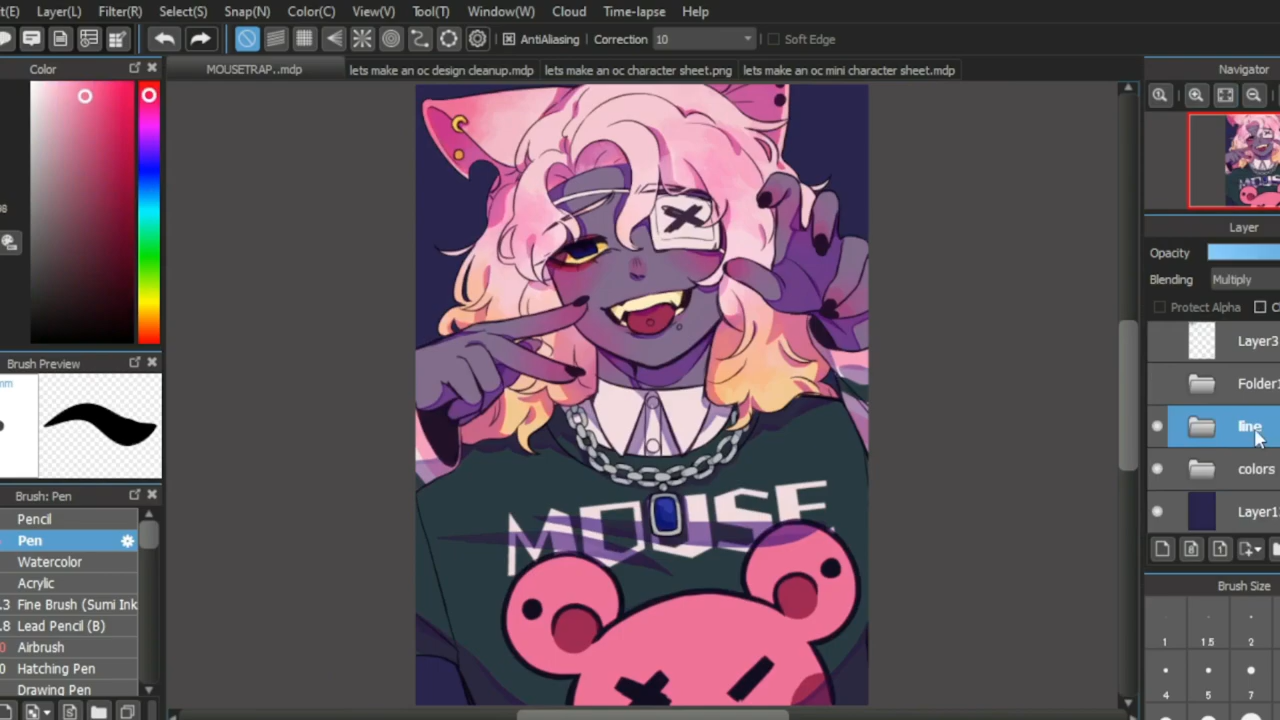 Layer(L) Filter(R) Select(S) Snap(N) Color(C) View(V) Tool(T) Window(W) Cloud Time-lapse Help
AntiAliasing Correction 10 Soft Edge
Color
MOUSETRAP..mdp lets make an oc design cleanup.mdp lets make an oc character sheet.png lets make an oc mini character sheet.mdp
Navigator
Layer
Opacity
Blending Multiply
Protect Alpha
Layer3
Folder1
line
colors
Layer1
Brush Preview
mm
Brush: Pen
Pencil
Pen
Watercolor
Acrylic
Fine Brush (Sumi Ink
Lead Pencil (B)
Airbrush
Hatching Pen
Drawing Pen
Brush Size
1 1.5 2
4 5 7
MOUSE